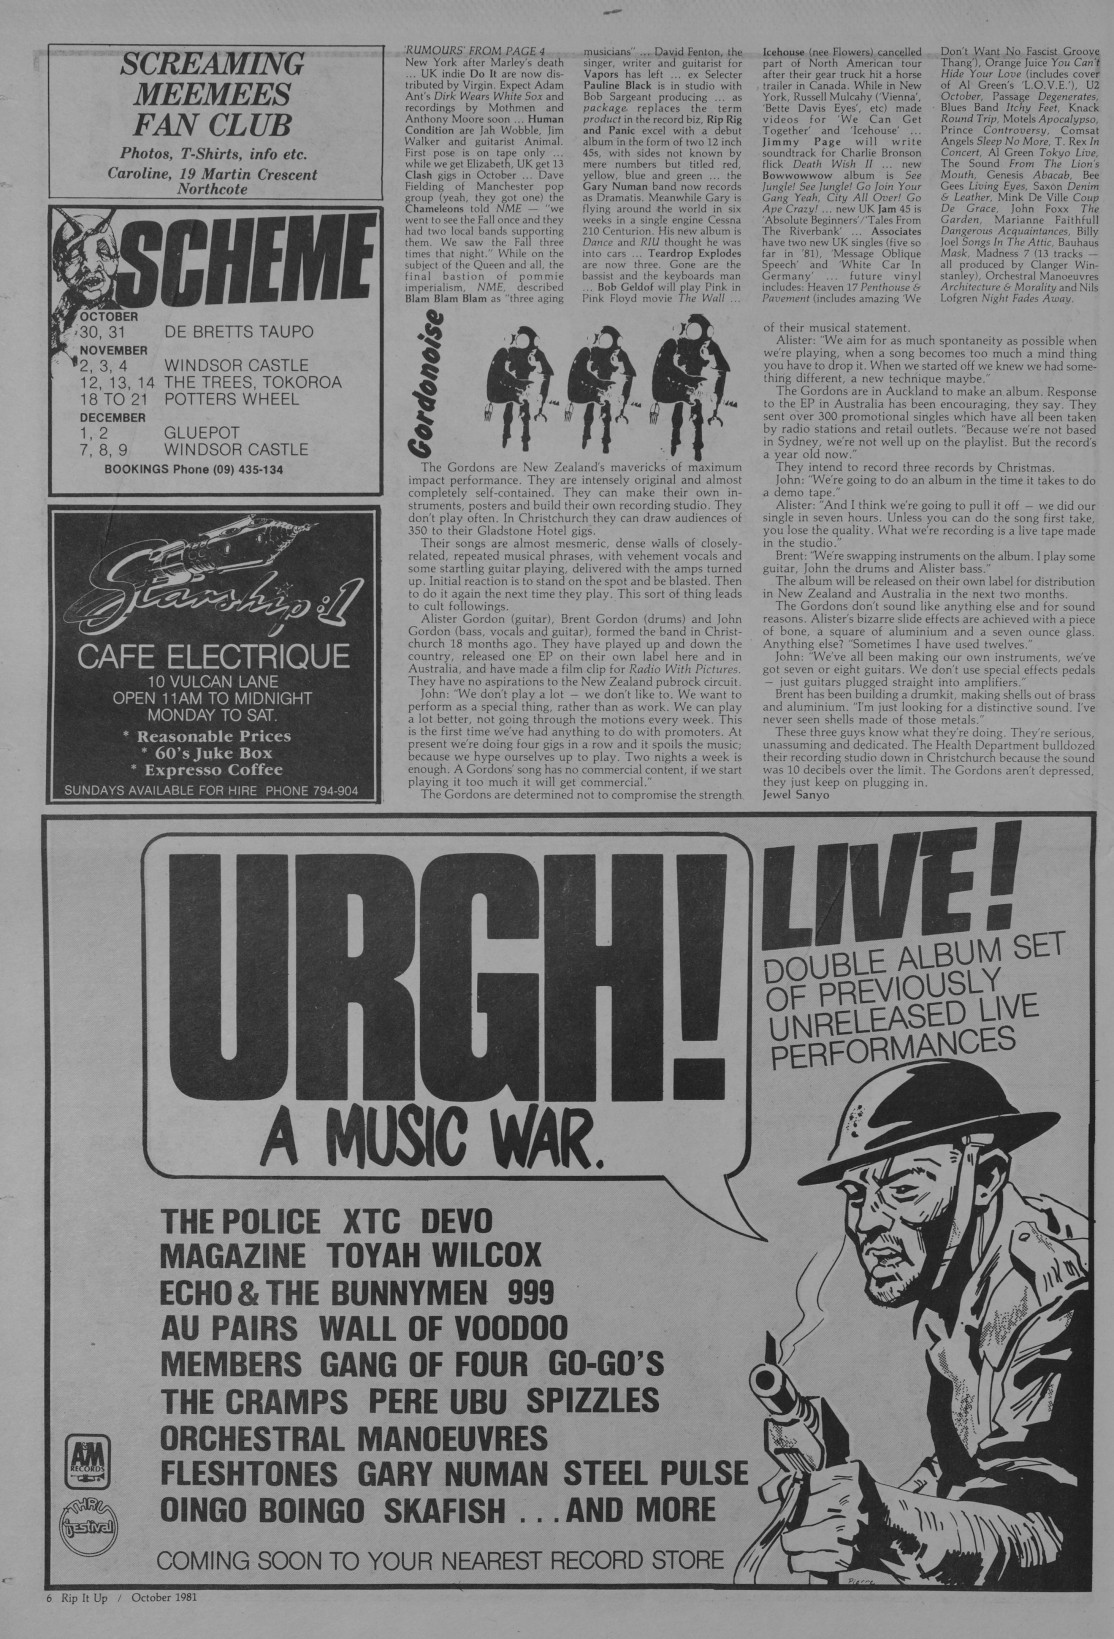 SCREAMING
MEEMEES
FAN CLUB
Photos, T-Shirts, info etc.
Caroline, 19 Martin Crescent
Northcote
SCHEME
OCTOBER
30, 31 DE BRETTS TAUPO
NOVEMBER
2, 3, 4 WINDSOR CASTLE
12, 13, 14 THE TREES, TOKOROA
18 TO 21 POTTERS WHEEL
DECEMBER
1, 2 GLUEPOT
7, 8, 9 WINDSOR CASTLE
BOOKINGS Phone (09) 435-134
Starship:1
CAFE ELECTRIQUE
10 VULCAN LANE
OPEN 11AM TO MIDNIGHT
MONDAY TO SAT.
* Reasonable Prices
* 60's Juke Box
* Expresso Coffee
SUNDAYS AVAILABLE FOR HIRE PHONE 794-904
'RUMOURS' FROM PAGE 4
New York after Marley's death
... UK indie Do It are now dis-
tributed by Virgin. Expect Adam
Ant's Dirk Wears White Sox and
recordings by Mothmen and
Anthony Moore soon ... Human
Condition are Jah Wobble, Jim
Walker and guitarist Animal.
First pose is on tape only ...
while we get Elizabeth, UK get 13
Clash gigs in October ... Dave
Fielding of Manchester pop
group (yeah, they got one) the
Chameleons told NME — "we
went to see the Fall once and they
had two local bands supporting
them. We saw the Fall three
times that night." While on the
subject of the Queen and all, the
final bastion of pommie
imperialism, NME, described
Blam Blam Blam as "three aging
musicians" ... David Fenton, the
singer, writer and guitarist for
Vapors has left ... ex Selecter
Pauline Black is in studio with
Bob Sargeant producing ... as
package replaces the term
product in the record biz, Rip Rig
and Panic excel with a debut
album in the form of two 12 inch
45s, with sides not known by
mere numbers but titled red,
yellow, blue and green ... the
Gary Numan band now records
as Dramatis. Meanwhile Gary is
flying around the world in six
weeks in a single engine Cessna
210 Centurion. His new album is
Dance and RIU thought he was
into cars ... Teardrop Explodes
are now three. Gone are the
bassist and the keyboards man
... Bob Geldof will play Pink in
Pink Floyd movie The Wall ...
Icehouse (nee Flowers) cancelled
part of North American tour
after their gear truck hit a horse
trailer in Canada. While in New
York, Russell Mulcahy ('Vienna',
'Bette Davis Eyes', etc) made
videos for 'We Can Get
Together' and 'Icehouse' ...
Jimmy Page will write
soundtrack for Charlie Bronson
flick Death Wish II ... new
Bowwowwow album is See
Jungle! See Jungle! Go Join Your
Gang Yeah, City All Over! Go
Ape Crazy! ... new UK Jam 45 is
'Absolute Beginners'/'Tales From
The Riverbank' ... Associates
have two new UK singles (five so
far in '81), 'Message Oblique
Speech' and 'White Car In
Germany' ... future vinyl
includes: Heaven 17 Penthouse &
Pavement (includes amazing 'We
Don't Want No Fascist Groove
Thang'), Orange Juice You Can't
Hide Your Love (includes cover
of Al Green's 'L.O.V.E.'), U2
October, Passage Degenerates,
Blues Band Itchy Feet, Knack
Round Trip, Motels Apocalypso,
Prince Controversy, Comsat
Angels Sleep No More, T. Rex In
Concert, Al Green Tokyo Live,
The Sound From The Lion's
Mouth, Genesis Abacab, Bee
Gees Living Eyes, Saxon Denim
& Leather, Mink De Ville Coup
De Grace, John Foxx The
Garden, Marianne Faithfull
Dangerous Acquaintances, Billy
Joel Songs In The Attic, Bauhaus
Mask, Madness 7 (13 tracks —
all produced by Clanger Win-
stanley), Orchestral Manoeuvres
Architecture & Morality and Nils
Lofgren Night Fades Away.
Gordonoise
The Gordons are New Zealand's mavericks of maximum
impact performance. They are intensely original and almost
completely self-contained. They can make their own in-
struments, posters and build their own recording studio. They
don't play often. In Christchurch they can draw audiences of
350 to their Gladstone Hotel gigs.
Their songs are almost mesmeric, dense walls of closely-
related, repeated musical phrases, with vehement vocals and
some startling guitar playing, delivered with the amps turned
up. Initial reaction is to stand on the spot and be blasted. Then
to do it again the next time they play. This sort of thing leads
to cult followings.
Alister Gordon (guitar), Brent Gordon (drums) and John
Gordon (bass, vocals and guitar), formed the band in Christ-
church 18 months ago. They have played up and down the
country, released one EP on their own label here and in
Australia, and have made a film clip for Radio With Pictures.
They have no aspirations to the New Zealand pubrock circuit.
John: "We don't play a lot — we don't like to. We want to
perform as a special thing, rather than as work. We can play
a lot better, not going through the motions every week. This
is the first time we've had anything to do with promoters. At
present we're doing four gigs in a row and it spoils the music;
because we hype ourselves up to play. Two nights a week is
enough. A Gordons' song has no commercial content, if we start
playing it too much it will get commercial."
The Gordons are determined not to compromise the strength
of their musical statement.
Alister: "We aim for as much spontaneity as possible when
we're playing, when a song becomes too much a mind thing
you have to drop it. When we started off we knew we had some-
thing different, a new technique maybe."
The Gordons are in Auckland to make an album. Response
to the EP in Australia has been encouraging, they say. They
sent over 300 promotional singles which have all been taken
by radio stations and retail outlets. "Because we're not based
in Sydney, we're not well up on the playlist. But the record's
a year old now."
They intend to record three records by Christmas.
John: "We're going to do an album in the time it takes to do
a demo tape."
Alister: "And I think we're going to pull it off — we did our
single in seven hours. Unless you can do the song first take,
you lose the quality. What we're recording is a live tape made
in the studio."
Brent: "We're swapping instruments on the album. I play some
guitar, John the drums and Alister bass."
The album will be released on their own label for distribution
in New Zealand and Australia in the next two months.
The Gordons don't sound like anything else and for sound
reasons. Alister's bizarre slide effects are achieved with a piece
of bone, a square of aluminium and a seven ounce glass.
Anything else? "Sometimes I have used twelves."
John: "We've all been making our own instruments, we've
got seven or eight guitars. We don't use special effects pedals
— just guitars plugged straight into amplifiers."
Brent has been building a drumkit, making shells out of brass
and aluminium. "I'm just looking for a distinctive sound. I've
never seen shells made of those metals."
These three guys know what they're doing. They're serious,
unassuming and dedicated. The Health Department bulldozed
their recording studio down in Christchurch because the sound
was 10 decibels over the limit. The Gordons aren't depressed,
they just keep on plugging in.
Jewel Sanyo
URGH!
A MUSIC WAR.
LIVE!
DOUBLE ALBUM SET
OF PREVIOUSLY
UNRELEASED LIVE
PERFORMANCES
THE POLICE XTC DEVO
MAGAZINE TOYAH WILCOX
ECHO & THE BUNNYMEN 999
AU PAIRS WALL OF VOODOO
MEMBERS GANG OF FOUR GO-GO'S
THE CRAMPS PERE UBU SPIZZLES
ORCHESTRAL MANOEUVRES
FLESHTONES GARY NUMAN STEEL PULSE
OINGO BOINGO SKAFISH ... AND MORE
A&M
RECORDS
THRU
festival
COMING SOON TO YOUR NEAREST RECORD STORE
Pierre
6 Rip It Up / October 1981